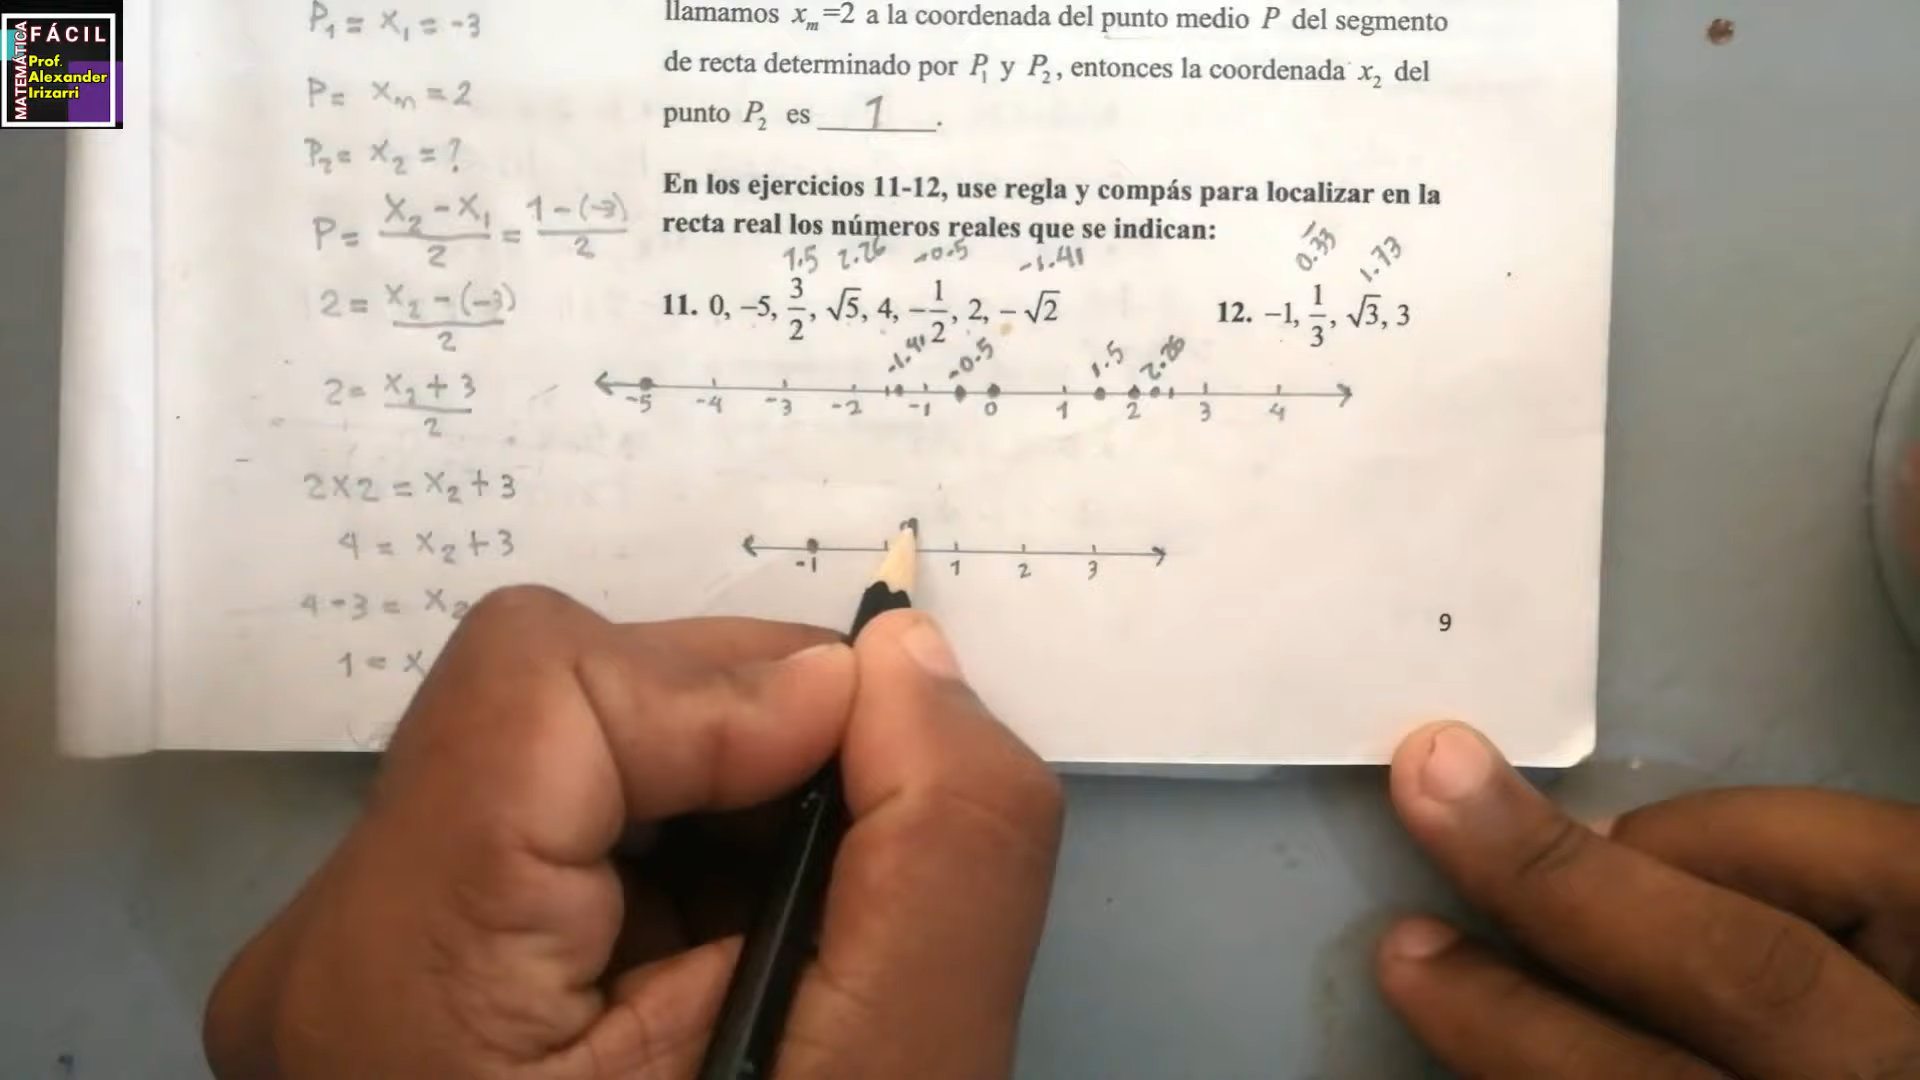 MATEMÁTICA
FÁCIL
Prof.
Alexander
Irizarri
P₁ = x₁ = -3
P = xₘ = 2
P₂ = x₂ = ?
P = (x₂ - x₁)/2 = (1-(-3))/2
2 = (x₂ - (-3))/2
2 = (x₂ + 3)/2
2x2 = x₂ + 3
4 = x₂ + 3
4 - 3 = x₂
1 = x
llamamos xₘ=2 a la coordenada del punto medio P del segmento
de recta determinado por P₁ y P₂, entonces la coordenada x₂ del
punto P₂ es 1.
En los ejercicios 11-12, use regla y compás para localizar en la
recta real los números reales que se indican:
1.5 2.26 -0.5 -1.41
0.33 1.73
11. 0, –5, 3/2, √5, 4, –1/2, 2, – √2
12. –1, 1/3, √3, 3
-1.41 -0.5 1.5 2.26
-5 -4 -3 -2 -1 0 1 2 3 4
-1 1 2 3
9